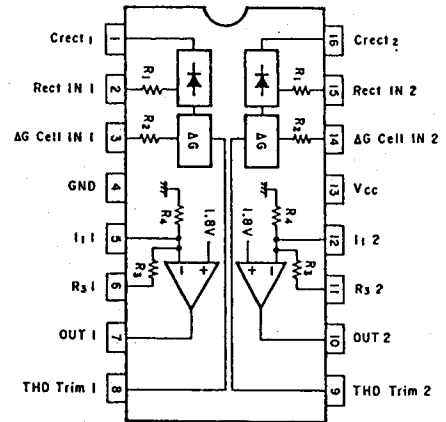 Crect 1
1
16
Crect 2
Rect IN 1
2
R1
R1
15
Rect IN 2
ΔG Cell IN 1
3
R2
ΔG
ΔG
R2
14
ΔG Cell IN 2
GND
4
13
Vcc
R4
1.8V
1.8V
R4
I1 1
5
12
I1 2
R3
− +
+ −
R3
R3 1
6
11
R3 2
OUT 1
7
10
OUT 2
THD Trim 1
8
9
THD Trim 2